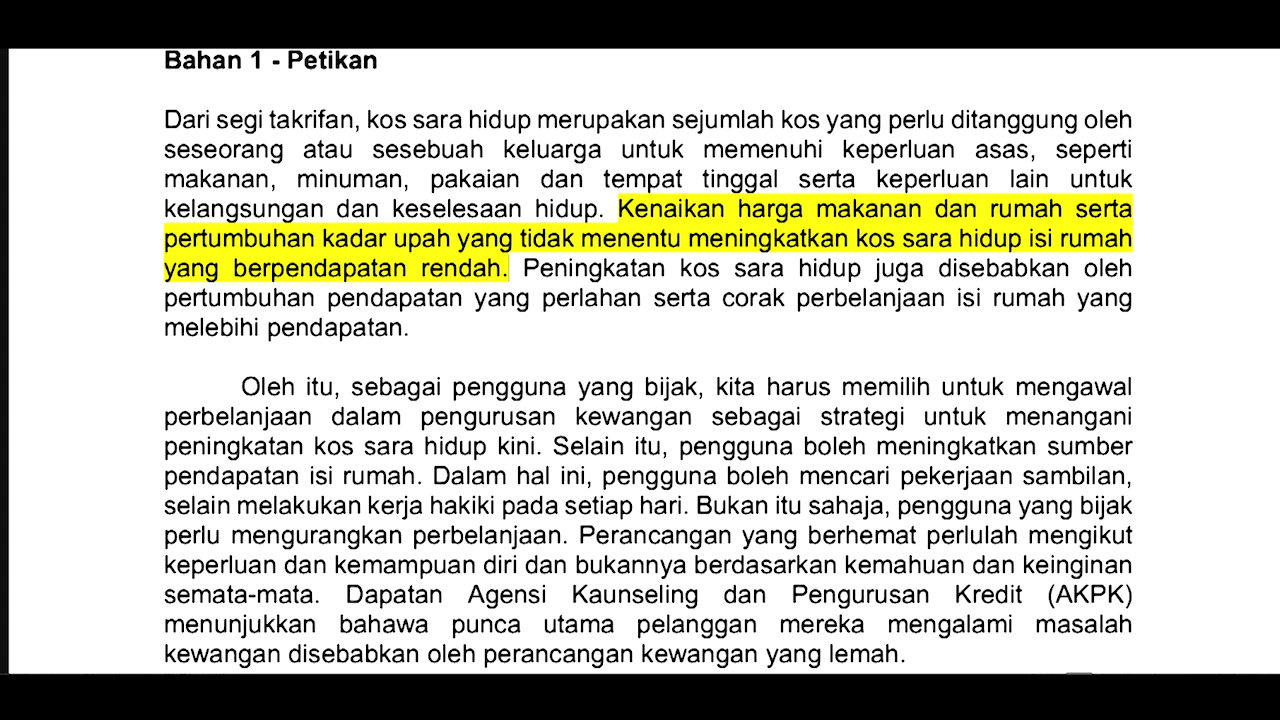 Bahan 1 - Petikan
Dari segi takrifan, kos sara hidup merupakan sejumlah kos yang perlu ditanggung oleh
seseorang atau sesebuah keluarga untuk memenuhi keperluan asas, seperti
makanan, minuman, pakaian dan tempat tinggal serta keperluan lain untuk
kelangsungan dan keselesaan hidup. Kenaikan harga makanan dan rumah serta
pertumbuhan kadar upah yang tidak menentu meningkatkan kos sara hidup isi rumah
yang berpendapatan rendah. Peningkatan kos sara hidup juga disebabkan oleh
pertumbuhan pendapatan yang perlahan serta corak perbelanjaan isi rumah yang
melebihi pendapatan.
Oleh itu, sebagai pengguna yang bijak, kita harus memilih untuk mengawal
perbelanjaan dalam pengurusan kewangan sebagai strategi untuk menangani
peningkatan kos sara hidup kini. Selain itu, pengguna boleh meningkatkan sumber
pendapatan isi rumah. Dalam hal ini, pengguna boleh mencari pekerjaan sambilan,
selain melakukan kerja hakiki pada setiap hari. Bukan itu sahaja, pengguna yang bijak
perlu mengurangkan perbelanjaan. Perancangan yang berhemat perlulah mengikut
keperluan dan kemampuan diri dan bukannya berdasarkan kemahuan dan keinginan
semata-mata. Dapatan Agensi Kaunseling dan Pengurusan Kredit (AKPK)
menunjukkan bahawa punca utama pelanggan mereka mengalami masalah
kewangan disebabkan oleh perancangan kewangan yang lemah.